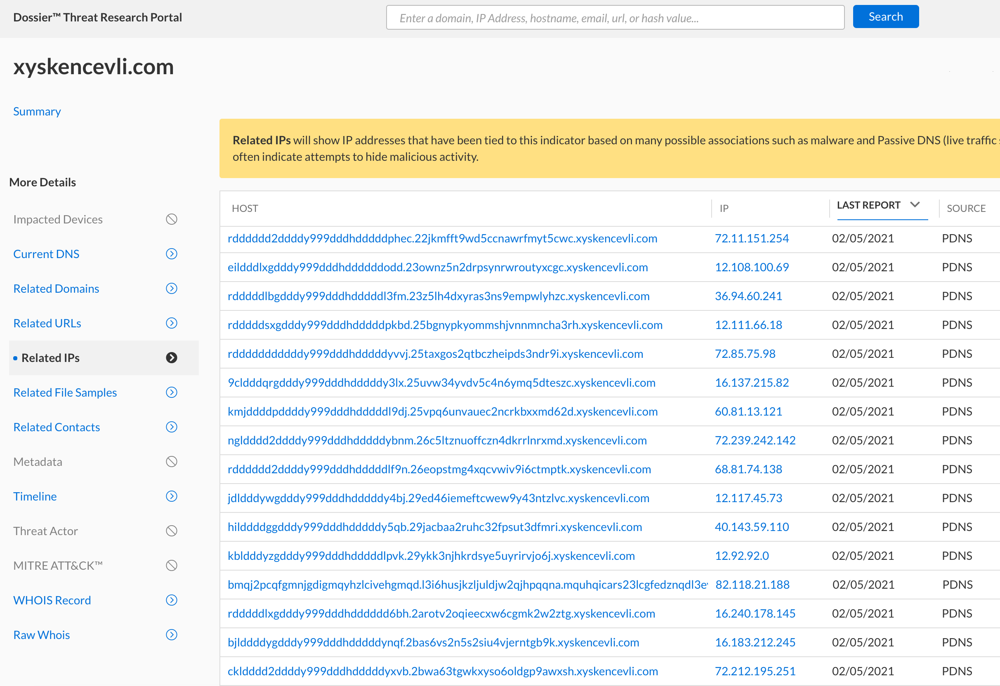 Dossier™ Threat Research Portal
Enter a domain, IP Address, hostname, email, url, or hash value...
Search
xyskencevli.com
Summary
Related IPs will show IP addresses that have been tied to this indicator based on many possible associations such as malware and Passive DNS (live traffic
often indicate attempts to hide malicious activity.
More Details
Impacted Devices
Current DNS
Related Domains
Related URLs
Related IPs
Related File Samples
Related Contacts
Metadata
Timeline
Threat Actor
MITRE ATT&CK™
WHOIS Record
Raw Whois
HOST IP LAST REPORT SOURCE
rdddddd2ddddy999dddhdddddphec.22jkmfft9wd5ccnawrfmyt5cwc.xyskencevli.com 72.11.151.254 02/05/2021 PDNS
eildddlxgdddy999dddhddddddodd.23ownz5n2drpsynrwroutyxcgc.xyskencevli.com 12.108.100.69 02/05/2021 PDNS
rdddddlbgdddy999dddhdddddl3fm.23z5lh4dxyras3ns9empwlyhzc.xyskencevli.com 36.94.60.241 02/05/2021 PDNS
rdddddsxgdddy999dddhdddddpkbd.25bgnypkyommshjvnnmncha3rh.xyskencevli.com 12.111.66.18 02/05/2021 PDNS
rdddddddddddy999dddhdddddyvvj.25taxgos2qtbczheipds3ndr9i.xyskencevli.com 72.85.75.98 02/05/2021 PDNS
9cldddqrgdddy999dddhdddddy3lx.25uvw34yvdv5c4n6ymq5dteszc.xyskencevli.com 16.137.215.82 02/05/2021 PDNS
kmjddddpddddy999dddhdddddl9dj.25vpq6unvauec2ncrkbxxmd62d.xyskencevli.com 60.81.13.121 02/05/2021 PDNS
ngldddd2ddddy999dddhdddddybnm.26c5ltznuoffczn4dkrrlnrxmd.xyskencevli.com 72.239.242.142 02/05/2021 PDNS
rdddddd2ddddy999dddhdddddlf9n.26eopstmg4xqcvwiv9i6ctmptk.xyskencevli.com 68.81.74.138 02/05/2021 PDNS
jdldddywgdddy999dddhdddddy4bj.29ed46iemeftcwew9y43ntzlvc.xyskencevli.com 12.117.45.73 02/05/2021 PDNS
hilddddggdddy999dddhdddddy5qb.29jacbaa2ruhc32fpsut3dfmri.xyskencevli.com 40.143.59.110 02/05/2021 PDNS
kbldddyzgdddy999dddhdddddlpvk.29ykk3njhkrdsye5uyrirvjo6j.xyskencevli.com 12.92.92.0 02/05/2021 PDNS
bmqj2pcqfgmnjgdigmqyhzlcivehgmqd.l3i6husjkzljuldjw2qjhpqqna.mquhqicars23lcgfedznqdl3e 82.118.21.188 02/05/2021 PDNS
rdddddlxgdddy999dddhdddddd6bh.2arotv2oqieecxw6cgmk2w2ztg.xyskencevli.com 16.240.178.145 02/05/2021 PDNS
bjlddddygdddy999dddhdddddynqf.2bas6vs2n5s2siu4vjerntgb9k.xyskencevli.com 16.183.212.245 02/05/2021 PDNS
ckldddd2ddddy999dddhdddddyxvb.2bwa63tgwkxyso6oldgp9awxsh.xyskencevli.com 72.212.195.251 02/05/2021 PDNS